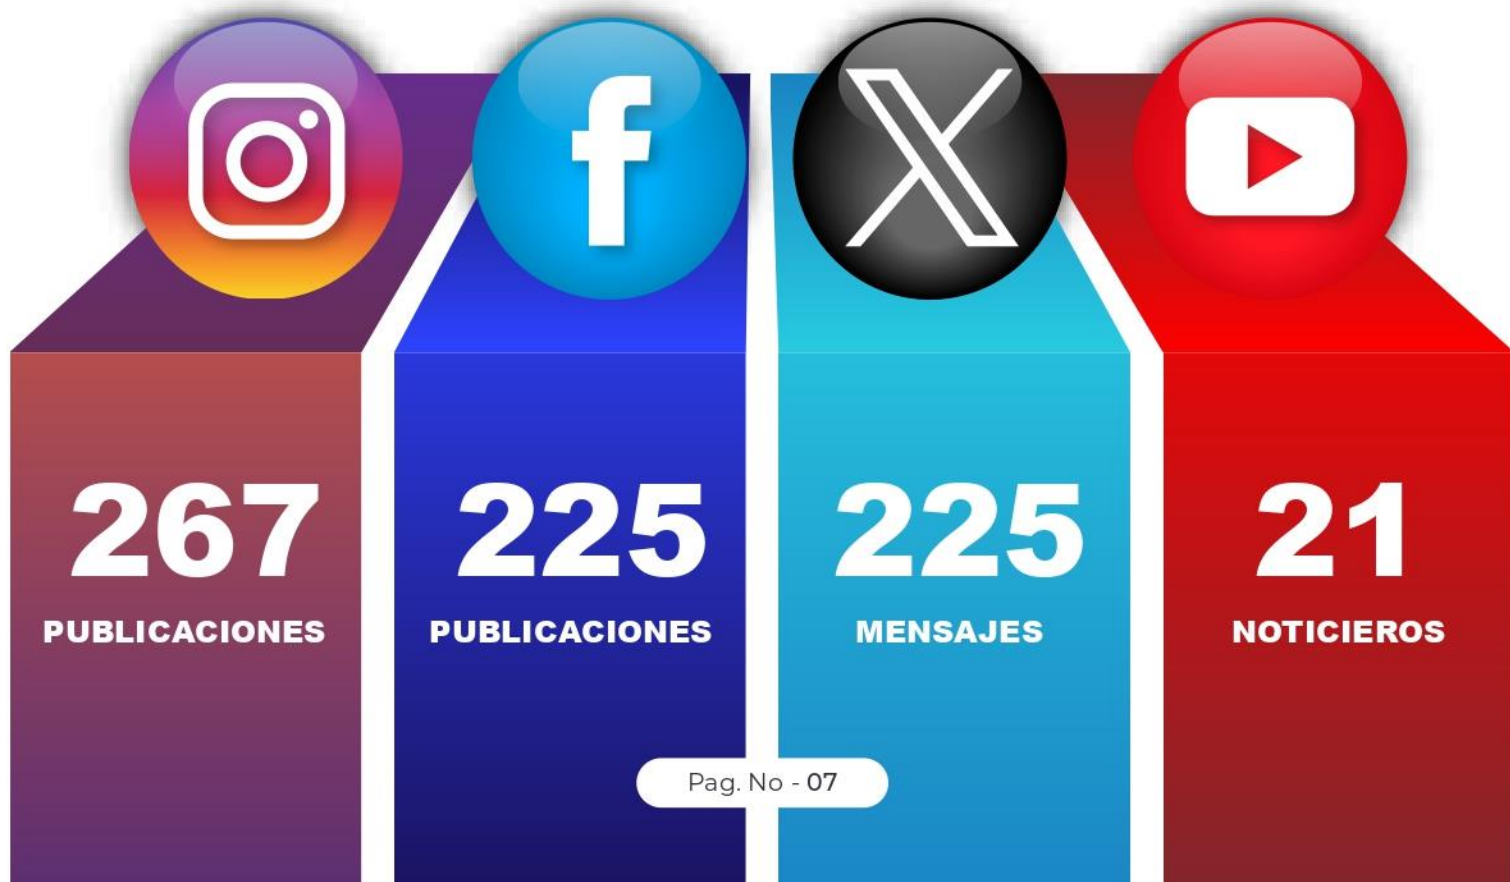 267
PUBLICACIONES
225
PUBLICACIONES
225
MENSAJES
21
NOTICIEROS
Pag. No - 07